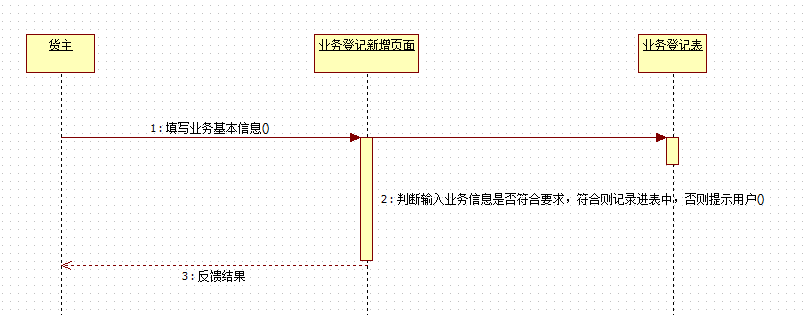 货主
业务登记新增页面
业务登记表
1 : 填写业务基本信息()
2 : 判断输入业务信息是否符合要求，符合则记录进表中，否则提示用户()
3 : 反馈结果